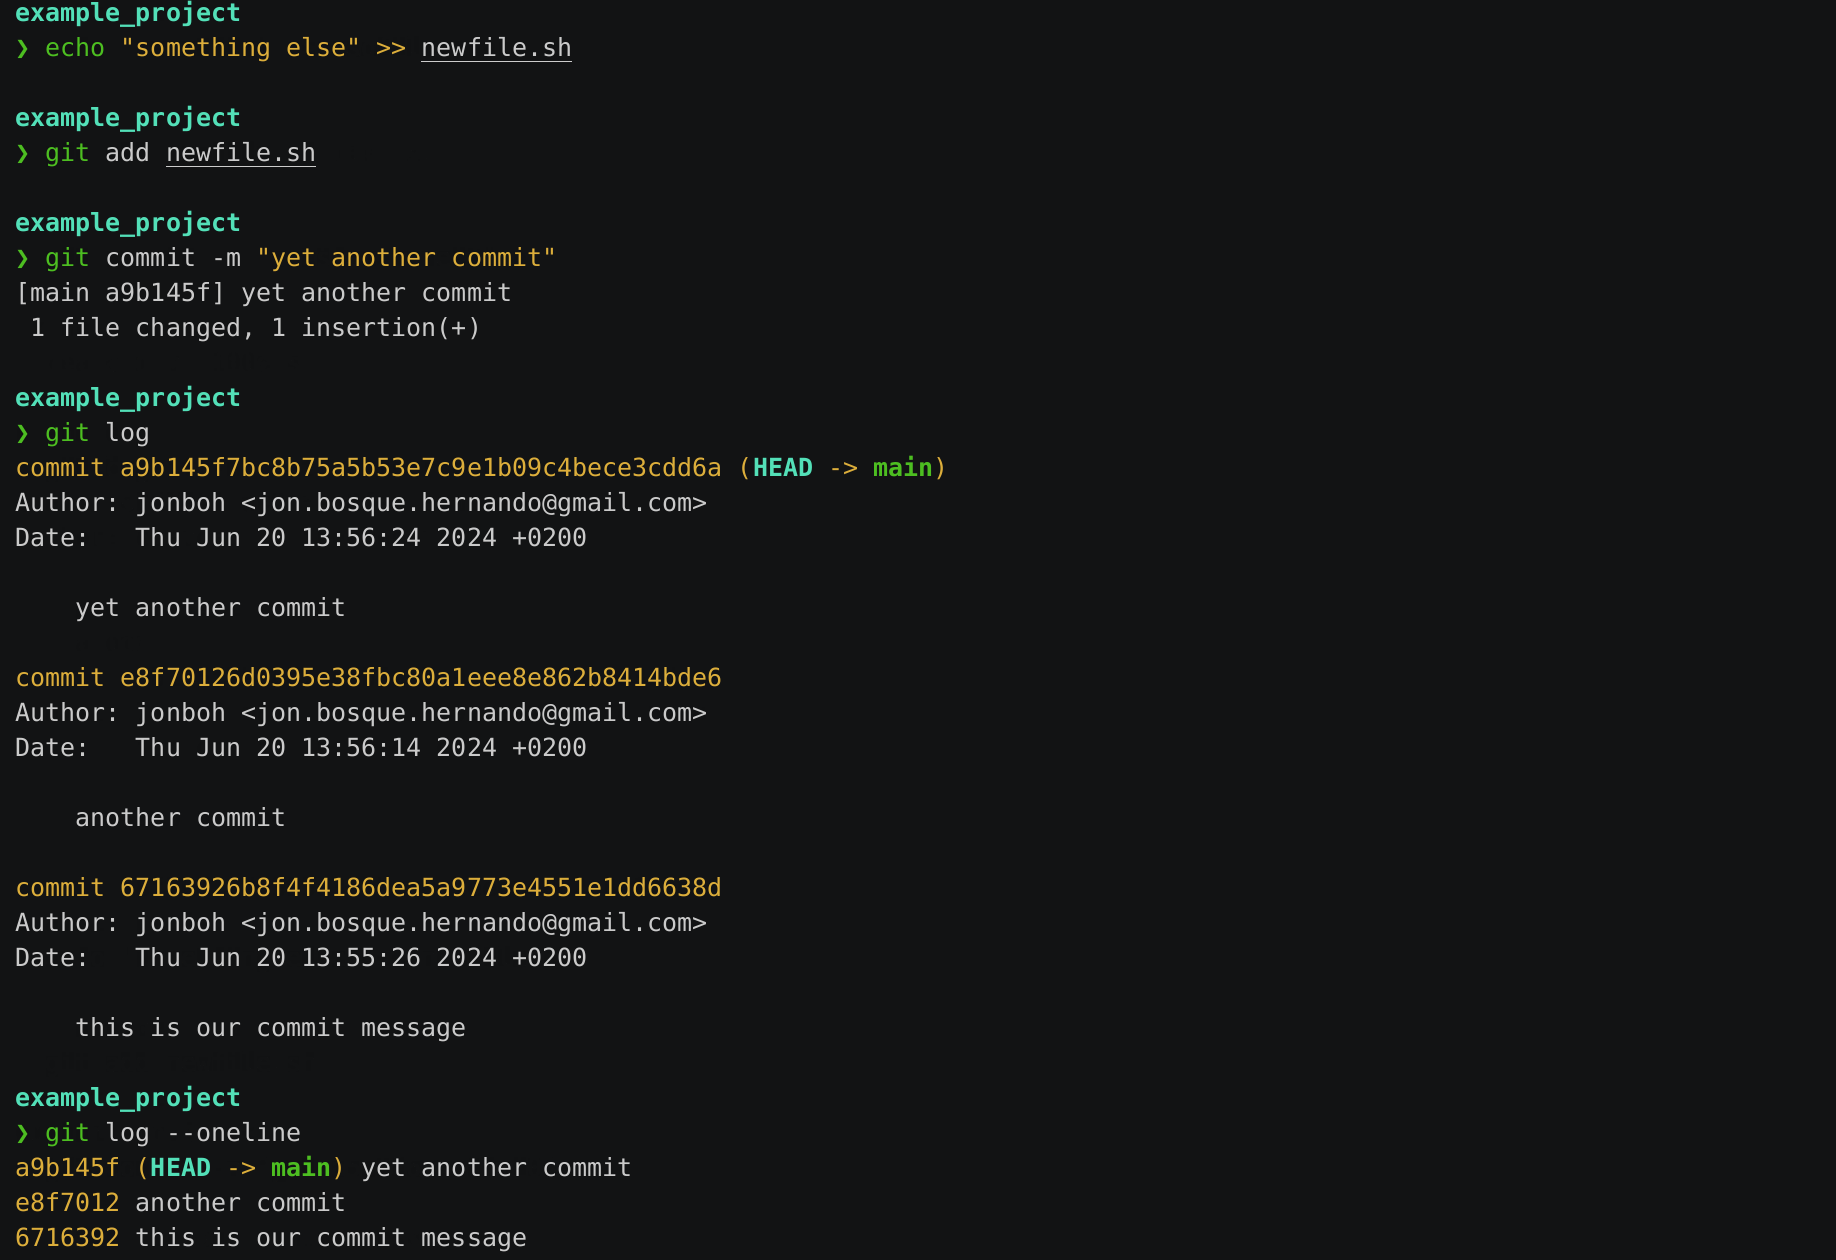 example_project
❯ echo "something else" >> newfile.sh
example_project
❯ git add newfile.sh
example_project
❯ git commit -m "yet another commit"
[main a9b145f] yet another commit
 1 file changed, 1 insertion(+)
example_project
❯ git log
commit a9b145f7bc8b75a5b53e7c9e1b09c4bece3cdd6a (HEAD -> main)
Author: jonboh <jon.bosque.hernando@gmail.com>
Date:   Thu Jun 20 13:56:24 2024 +0200
    yet another commit
commit e8f70126d0395e38fbc80a1eee8e862b8414bde6
Author: jonboh <jon.bosque.hernando@gmail.com>
Date:   Thu Jun 20 13:56:14 2024 +0200
    another commit
commit 67163926b8f4f4186dea5a9773e4551e1dd6638d
Author: jonboh <jon.bosque.hernando@gmail.com>
Date:   Thu Jun 20 13:55:26 2024 +0200
    this is our commit message
example_project
❯ git log --oneline
a9b145f (HEAD -> main) yet another commit
e8f7012 another commit
6716392 this is our commit message